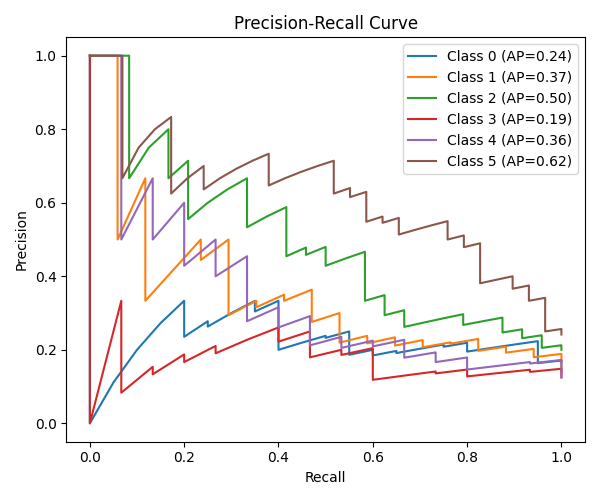 Precision-Recall Curve
1.0
0.8
0.6
0.4
0.2
0.0
Precision
Class 0 (AP=0.24)
Class 1 (AP=0.37)
Class 2 (AP=0.50)
Class 3 (AP=0.19)
Class 4 (AP=0.36)
Class 5 (AP=0.62)
0.0 0.2 0.4 0.6 0.8 1.0
Recall